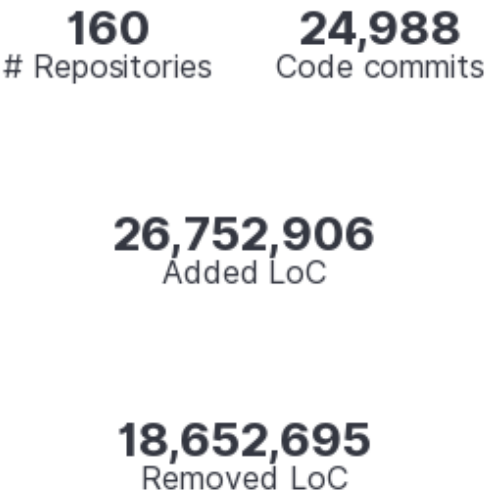 160 24,988
# Repositories Code commits
26,752,906
Added LoC
18,652,695
Removed LoC